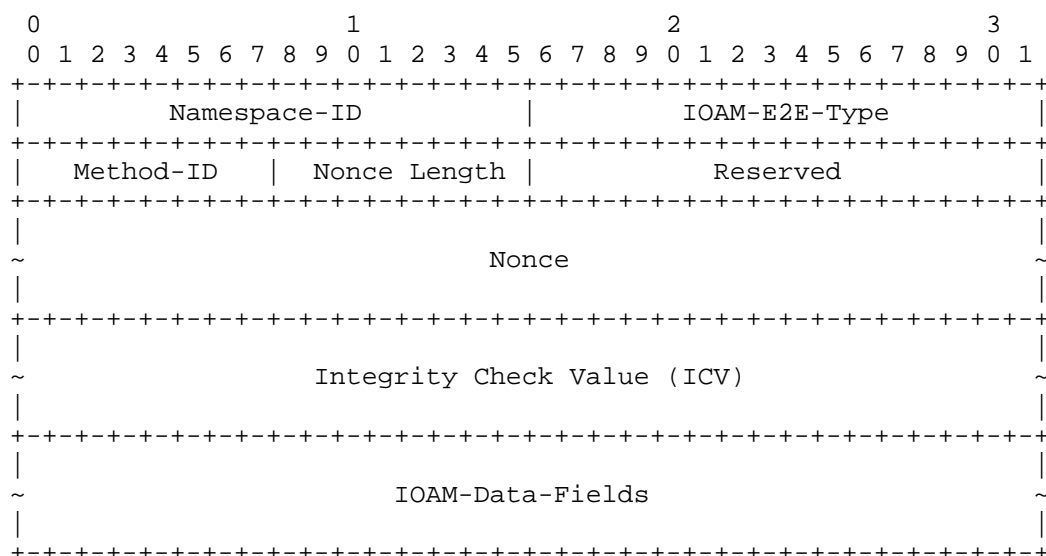 0                   1                   2                   3
 0 1 2 3 4 5 6 7 8 9 0 1 2 3 4 5 6 7 8 9 0 1 2 3 4 5 6 7 8 9 0 1
+-+-+-+-+-+-+-+-+-+-+-+-+-+-+-+-+-+-+-+-+-+-+-+-+-+-+-+-+-+-+-+-+
|         Namespace-ID          |         IOAM-E2E-Type         |
+-+-+-+-+-+-+-+-+-+-+-+-+-+-+-+-+-+-+-+-+-+-+-+-+-+-+-+-+-+-+-+-+
|   Method-ID   | Nonce Length  |           Reserved            |
+-+-+-+-+-+-+-+-+-+-+-+-+-+-+-+-+-+-+-+-+-+-+-+-+-+-+-+-+-+-+-+-+
|                                                               |
~                             Nonce                             ~
|                                                               |
+-+-+-+-+-+-+-+-+-+-+-+-+-+-+-+-+-+-+-+-+-+-+-+-+-+-+-+-+-+-+-+-+
|                                                               |
~                  Integrity Check Value (ICV)                  ~
|                                                               |
+-+-+-+-+-+-+-+-+-+-+-+-+-+-+-+-+-+-+-+-+-+-+-+-+-+-+-+-+-+-+-+-+
|                                                               |
~                       IOAM-Data-Fields                        ~
|                                                               |
+-+-+-+-+-+-+-+-+-+-+-+-+-+-+-+-+-+-+-+-+-+-+-+-+-+-+-+-+-+-+-+-+